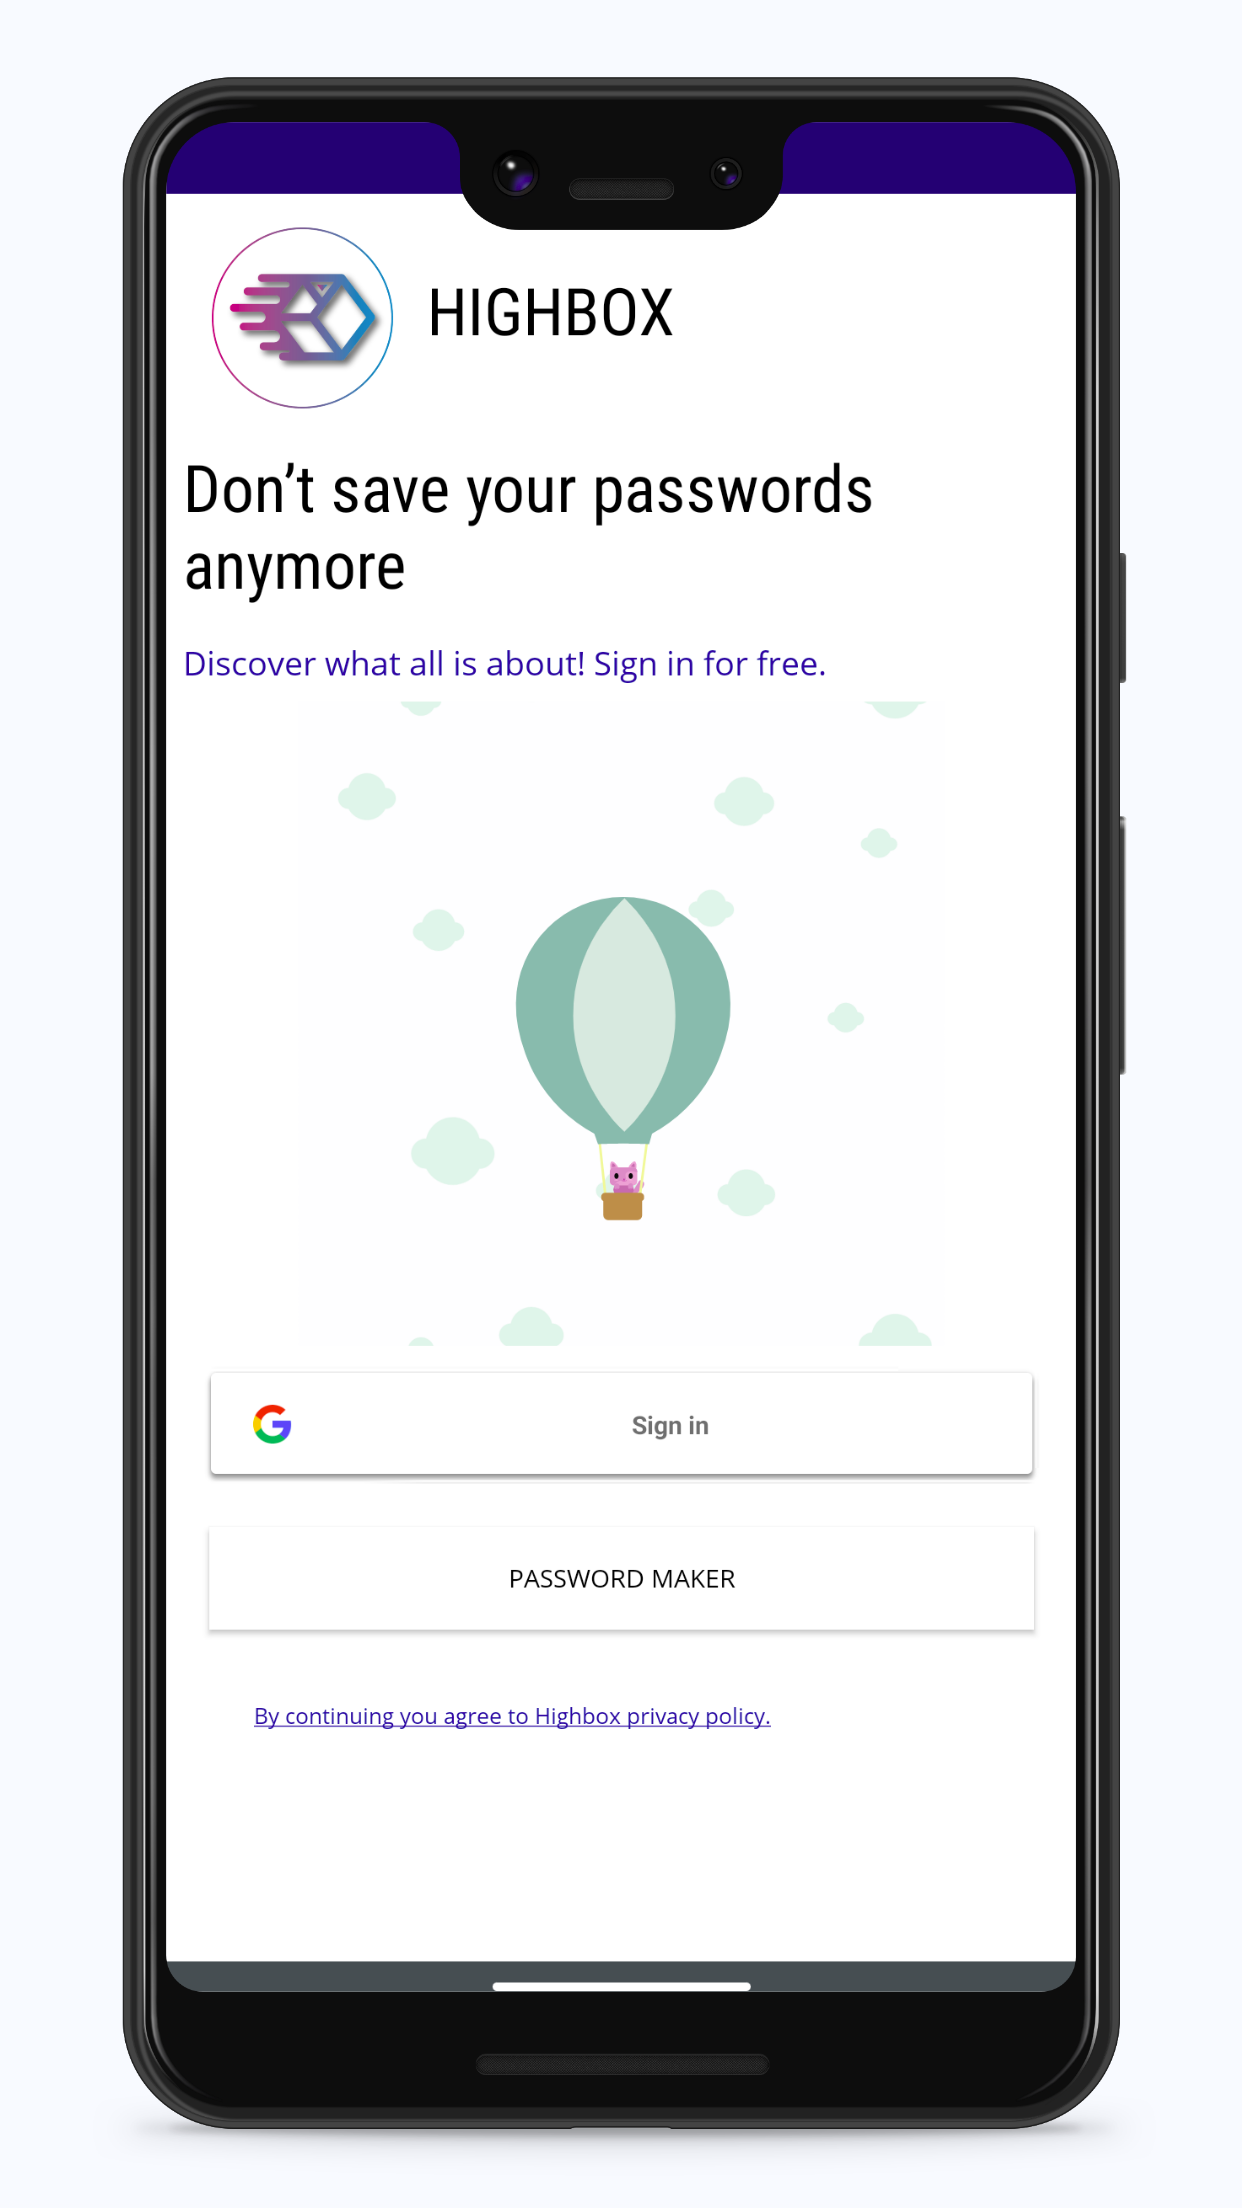 HIGHBOX
Don’t save your passwords
anymore
Discover what all is about! Sign in for free.
Sign in
PASSWORD MAKER
By continuing you agree to Highbox privacy policy.